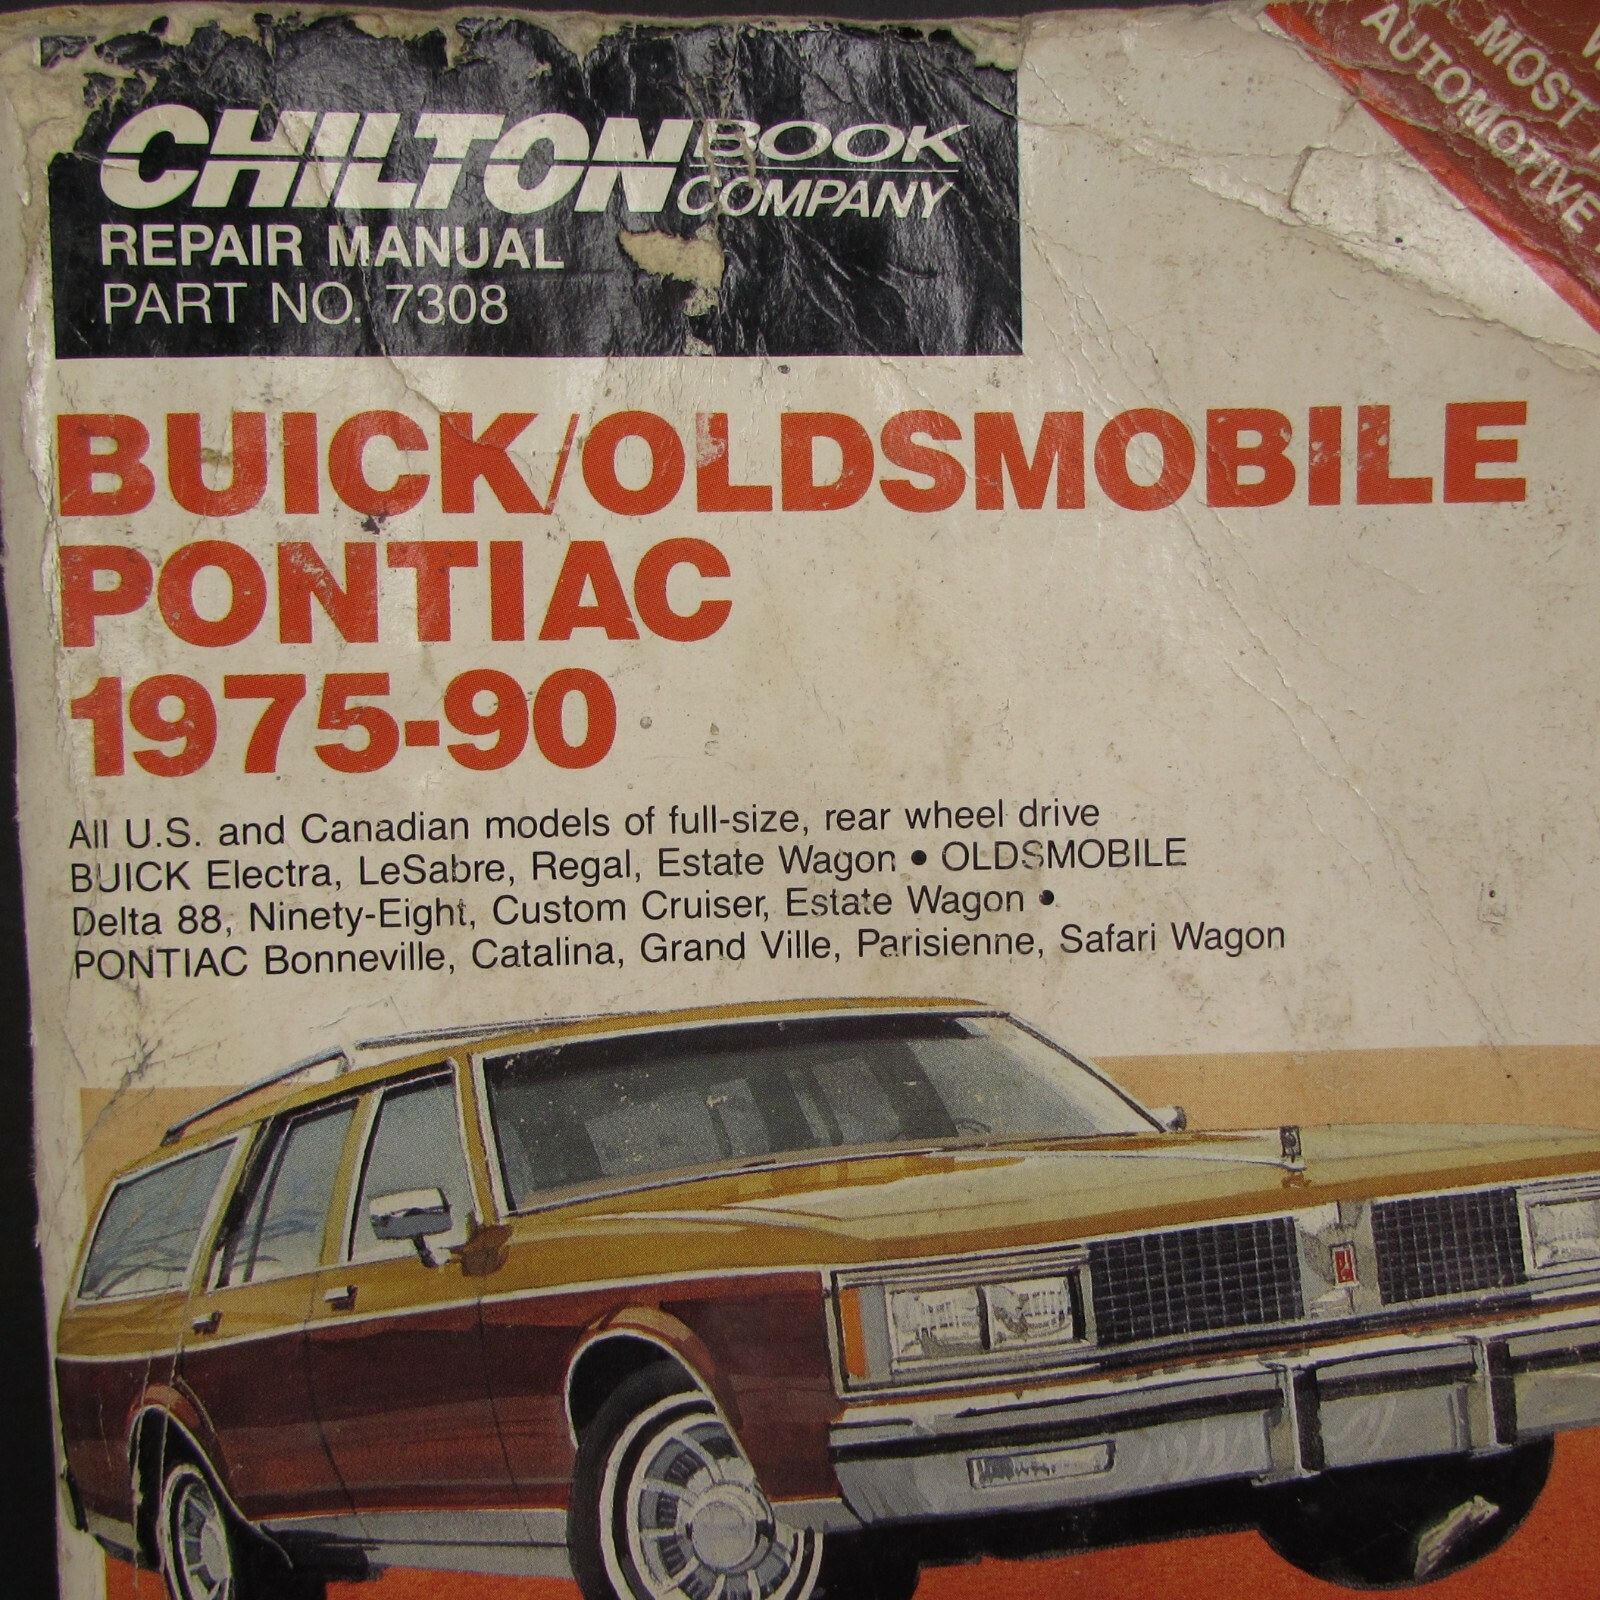 CHILTON BOOK COMPANY
REPAIR MANUAL
PART NO. 7308
MOST
AUTOMOTIVE
BUICK/OLDSMOBILE
PONTIAC
1975-90
All U.S. and Canadian models of full-size, rear wheel drive
BUICK Electra, LeSabre, Regal, Estate Wagon • OLDSMOBILE
Delta 88, Ninety-Eight, Custom Cruiser, Estate Wagon •
PONTIAC Bonneville, Catalina, Grand Ville, Parisienne, Safari Wagon